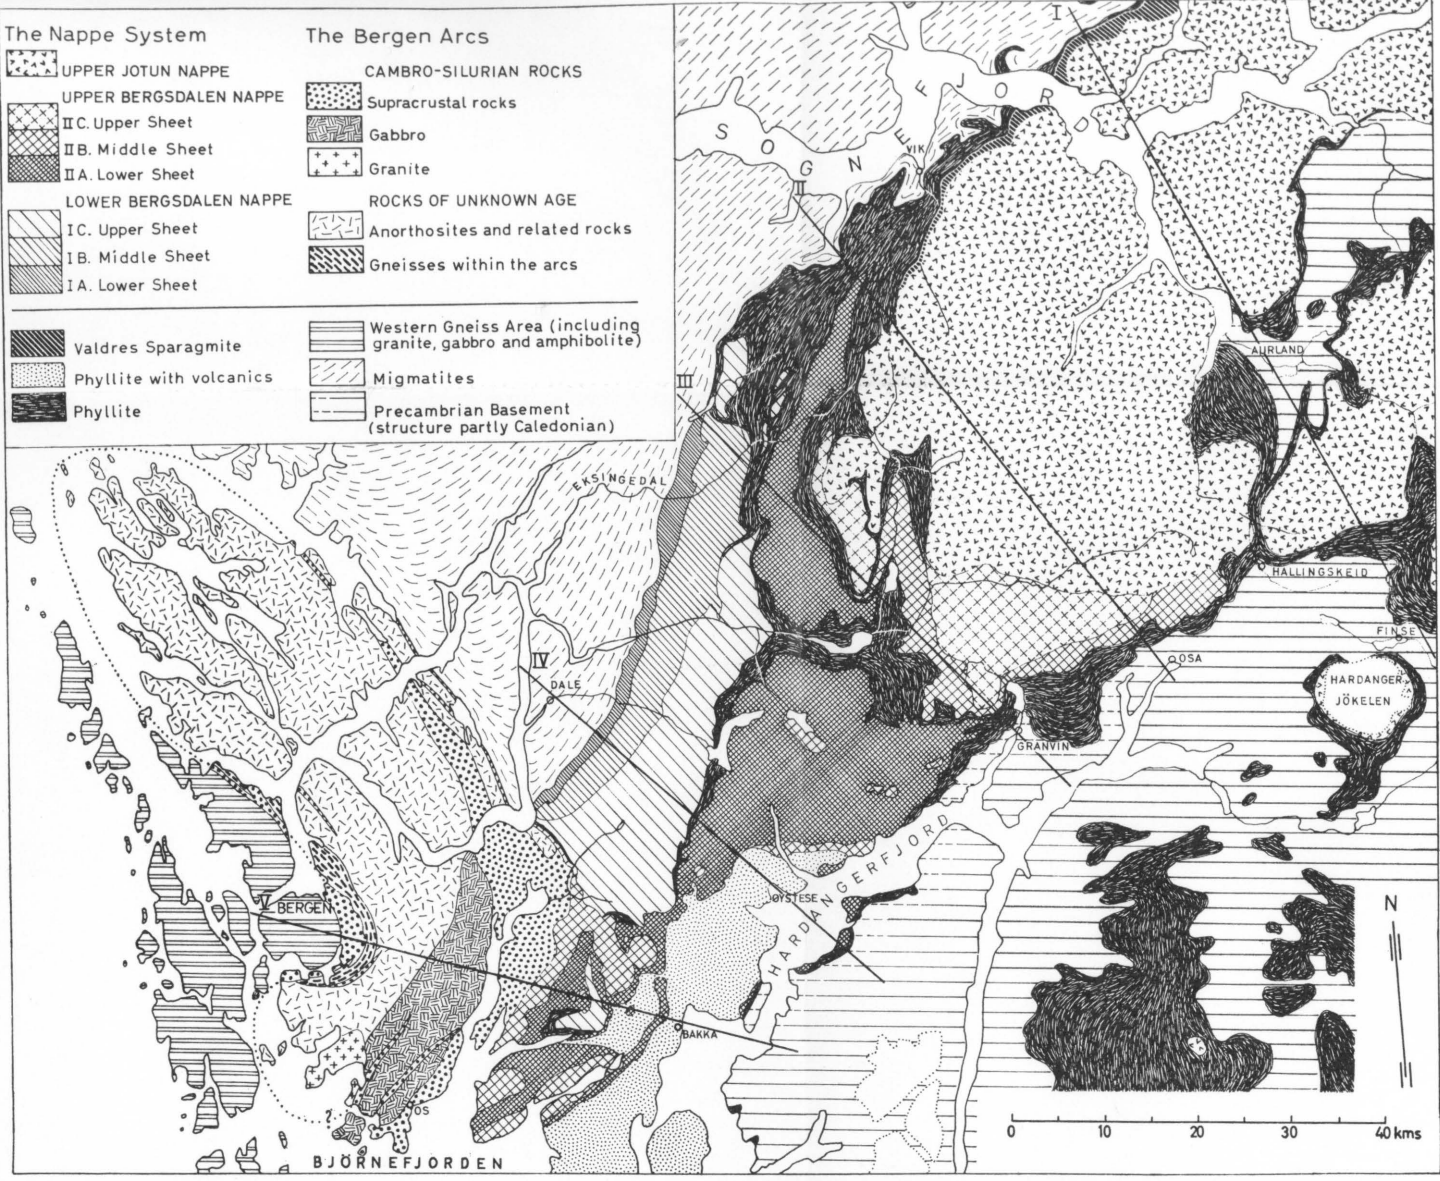 The Nappe System
UPPER JOTUN NAPPE
UPPER BERGSDALEN NAPPE
II C. Upper Sheet
II B. Middle Sheet
II A. Lower Sheet
LOWER BERGSDALEN NAPPE
I C. Upper Sheet
I B. Middle Sheet
I A. Lower Sheet
The Bergen Arcs
CAMBRO-SILURIAN ROCKS
Supracrustal rocks
Gabbro
Granite
ROCKS OF UNKNOWN AGE
Anorthosites and related rocks
Gneisses within the arcs
Valdres Sparagmite
Phyllite with volcanics
Phyllite
Western Gneiss Area (including
granite, gabbro and amphibolite)
Migmatites
Precambrian Basement
(structure partly Caledonian)
I
SOGNEFJORD
VIK
II
AURLAND
III
EKSINGEDAL
HALLINGSKEID
FINSE
IV
DALE
OSA
HARDANGER
JÖKELEN
GRANVIN
HARDANGERFJORD
ØYSTESE
V
BERGEN
N
BAKKA
OS
?
0 10 20 30 40 kms
BJÖRNEFJORDEN